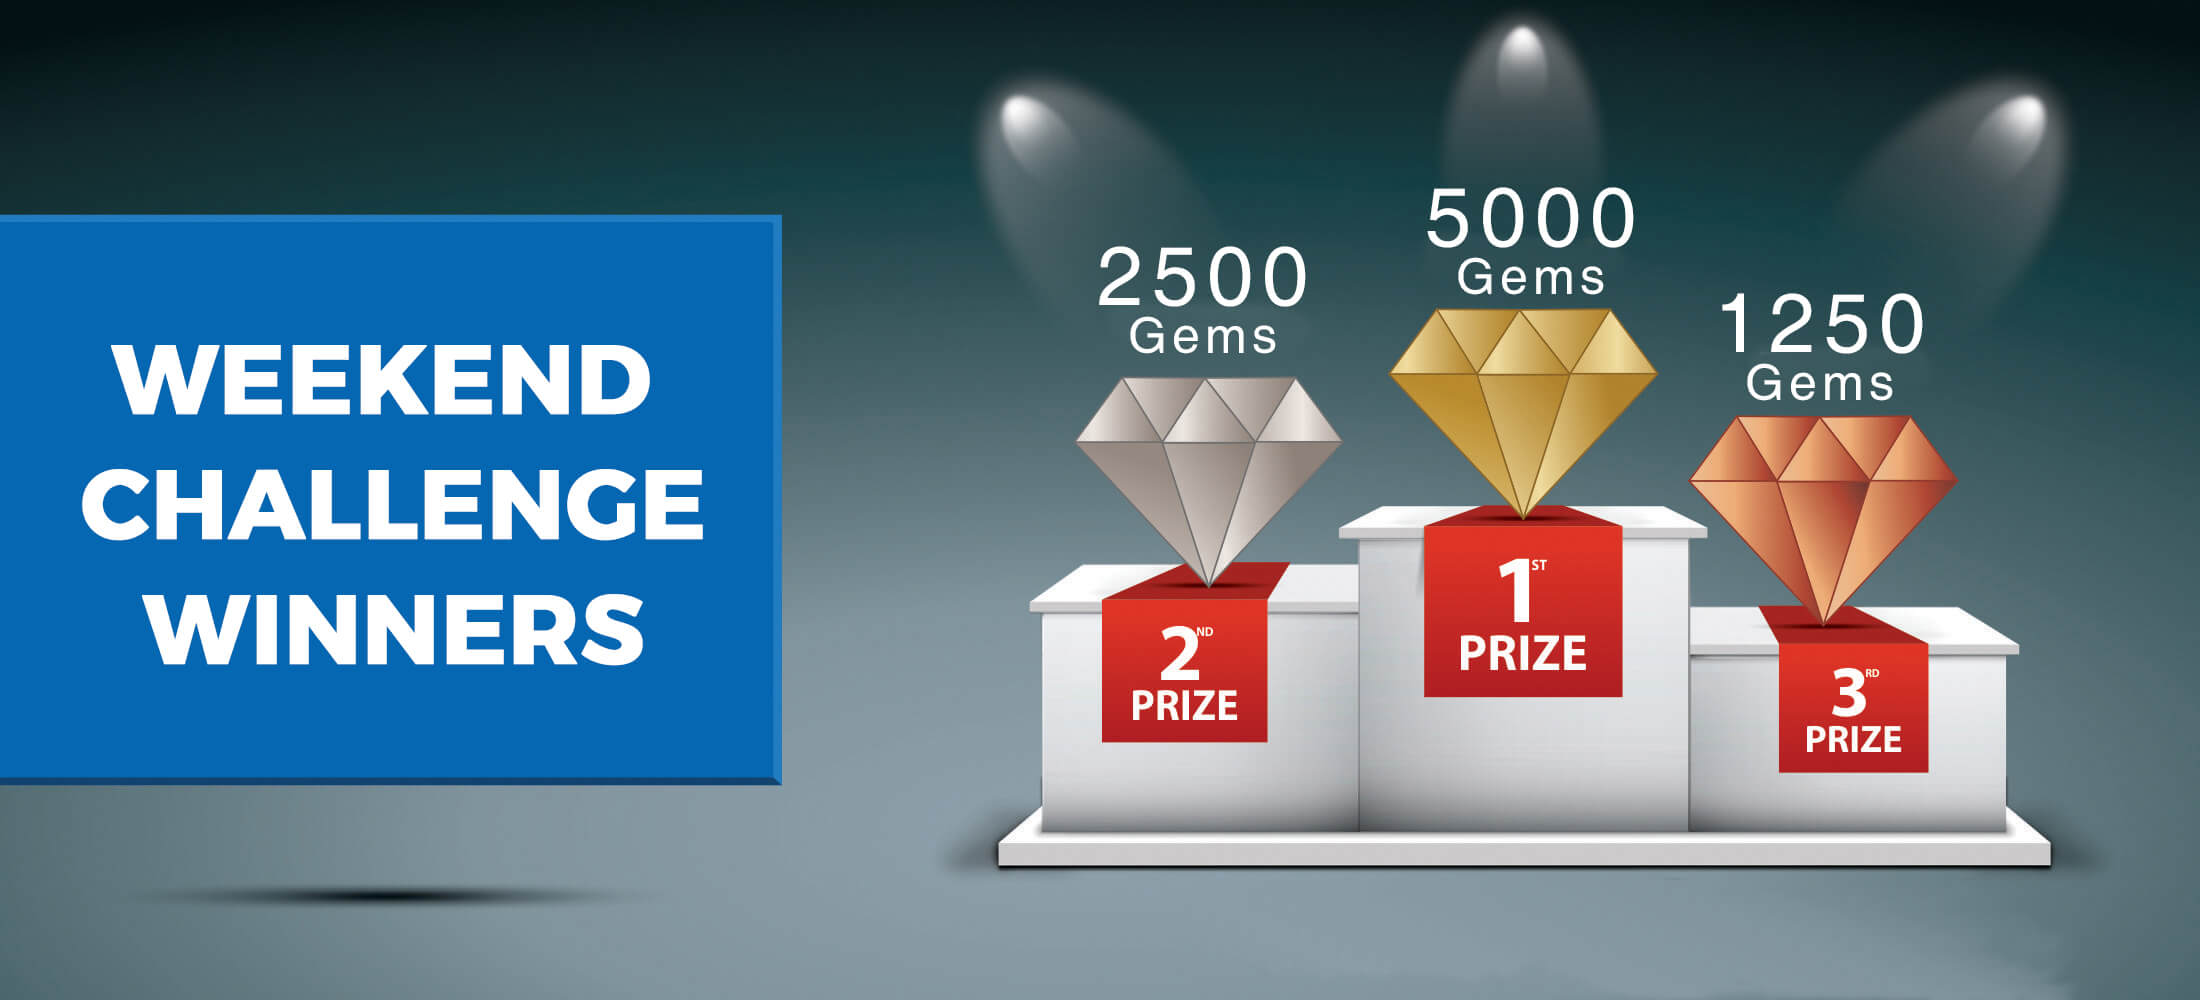 WEEKEND
CHALLENGE
WINNERS
2500
Gems
5000
Gems
1250
Gems
2ND
PRIZE
1ST
PRIZE
3RD
PRIZE